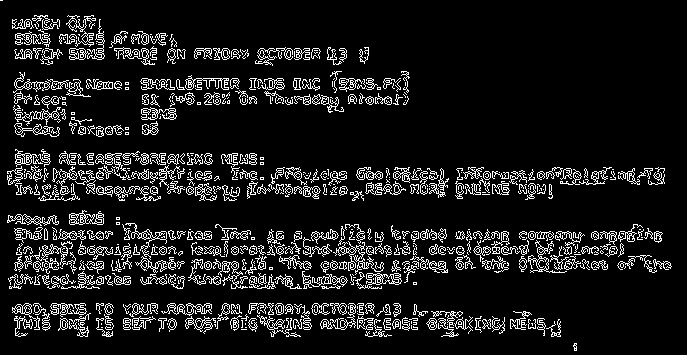 WATCH OUT!
SBNS MAKES A MOVE!
WATCH SBNS TRADE ON FRIDAY OCTOBER 13 !
Company Name: SMALLBETTER INDS INC (SBNS.PK)
Price: (+5.26% On Thursday Alone!)
Symbol: SBNS
5-day Target:
SBNS RELEASES BREAKING NEWS:
Smallbetter Industries, Inc. Provides Geological Information Relating To
Initial Resource Property in Mongolia. READ MORE ONLINE NOW!
About SBNS :
Smallbetter Industries Inc. is a publicly traded mining company engaging
in the acquisition, exploration and potential development of mineral
properties in Outer Mongolia. The company trades on the OTC market of the
United States under the trading symbol SBNS.
ADD SBNS TO YOUR RADAR ON FRIDAY OCTOBER 13 !
THIS ONE IS SET TO POST BIG GAINS AND RELEASE BREAKING NEWS !